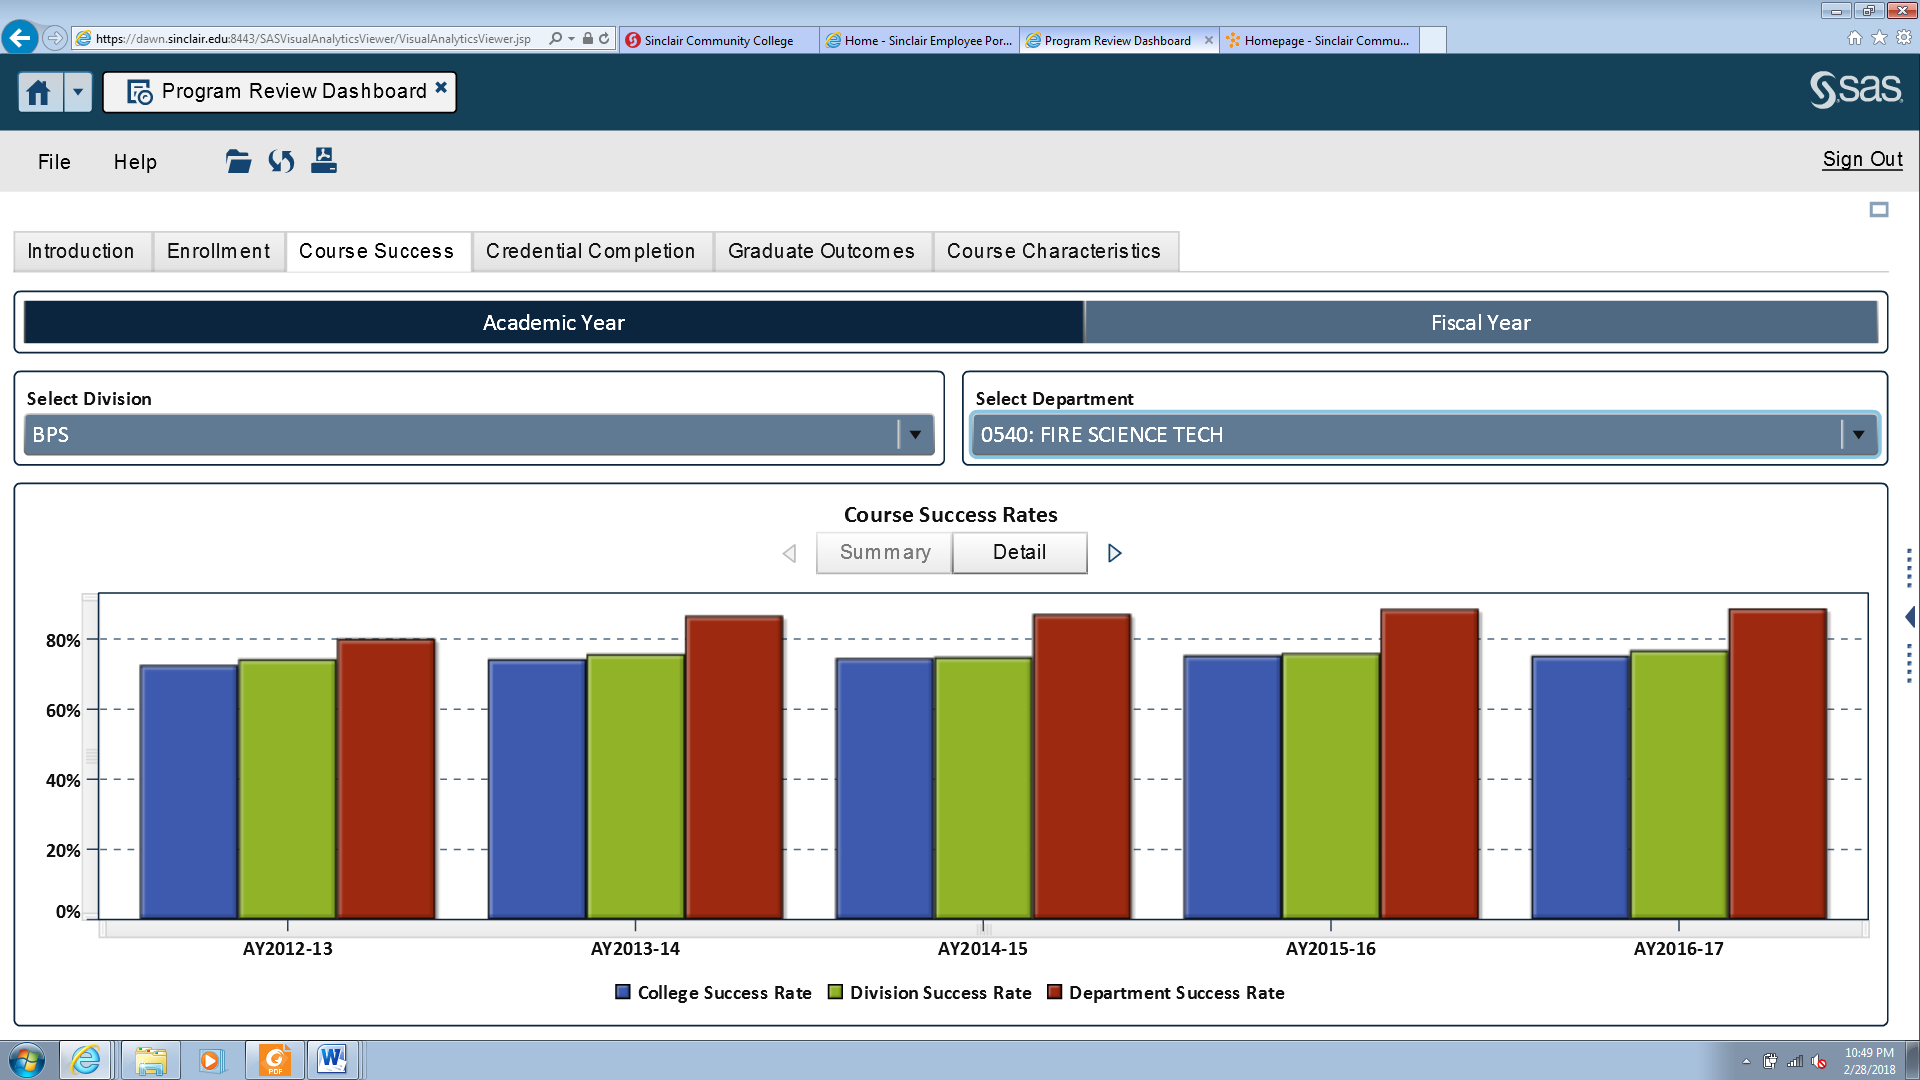 https://dawn.sinclair.edu:8443/SASVisualAnalyticsViewer/VisualAnalyticsViewer.jsp
Sinclair Community College
Home - Sinclair Employee Por...
Program Review Dashboard
Homepage - Sinclair Commu...
Program Review Dashboard
sas
File Help
Sign Out
Introduction Enrollment Course Success Credential Completion Graduate Outcomes Course Characteristics
Academic Year Fiscal Year
Select Division Select Department
BPS 0540: FIRE SCIENCE TECH
Course Success Rates
Summary Detail
80%
60%
40%
20%
0%
AY2012-13 AY2013-14 AY2014-15 AY2015-16 AY2016-17
College Success Rate Division Success Rate Department Success Rate
PDF
W
10:49 PM
2/28/2018